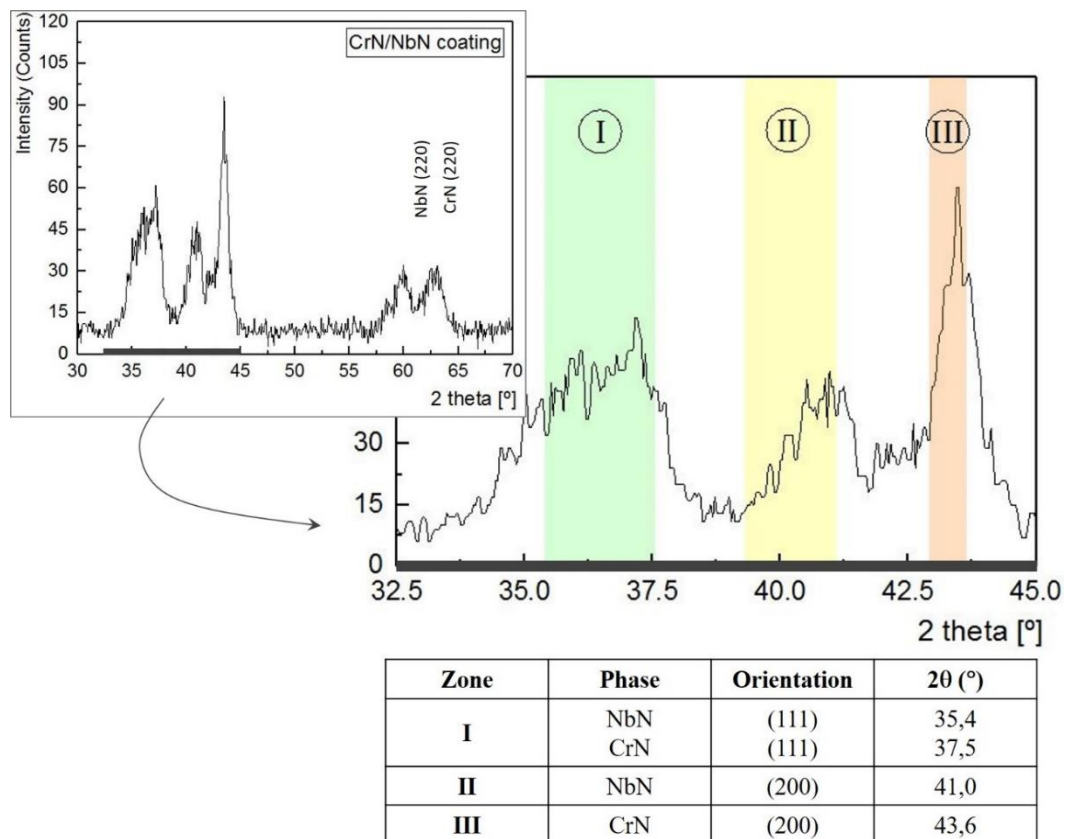 CrN/NbN coating
Intensity (Counts)
120
105
90
75
60
45
30
15
0
NbN (220)
CrN (220)
30 35 40 45 50 55 60 65 70
2 theta [º]
I
II
III
30
15
0
32.5 35.0 37.5 40.0 42.5 45.0
2 theta [º]
Zone Phase Orientation 2θ (°)
I
NbN (111) 35,4
CrN (111) 37,5
II NbN (200) 41,0
III CrN (200) 43,6